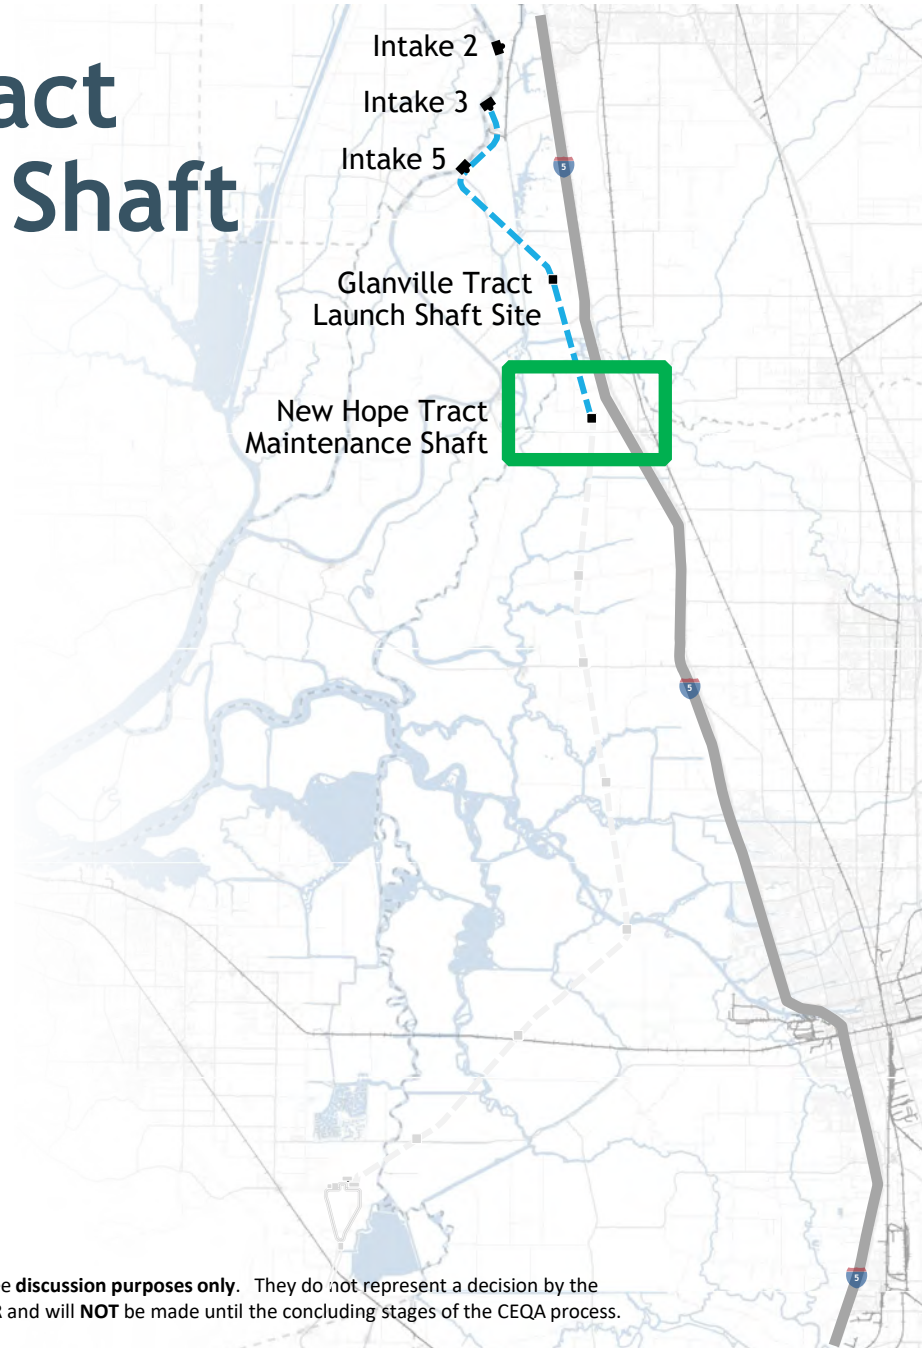 act
Shaft
Intake 2
Intake 3
Intake 5
5
Glanville Tract
Launch Shaft Site
New Hope Tract
Maintenance Shaft
5
5
e discussion purposes only. They do not represent a decision by the
R and will NOT be made until the concluding stages of the CEQA process.